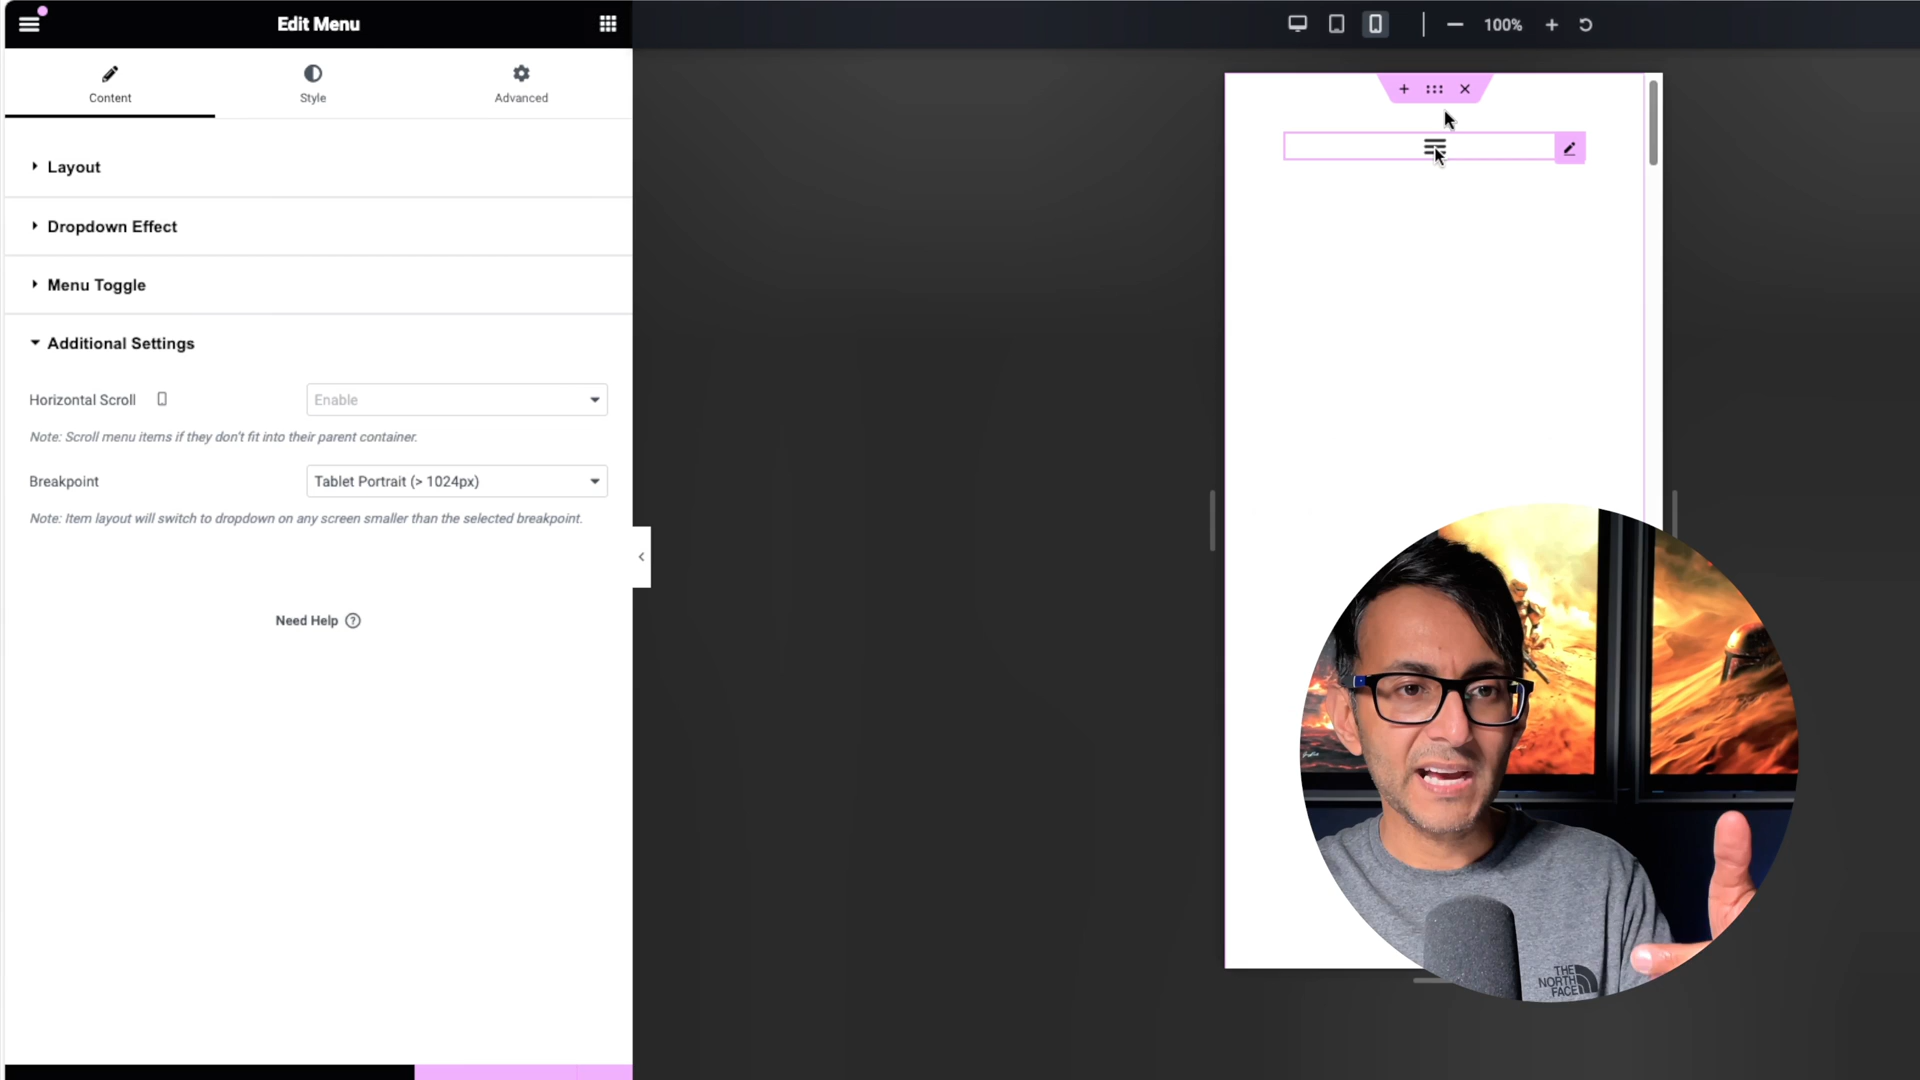 Edit Menu
100%
Content
Style
Advanced
Layout
Dropdown Effect
Menu Toggle
Additional Settings
Horizontal Scroll
Enable
Note: Scroll menu items if they don't fit into their parent container.
Breakpoint
Tablet Portrait (> 1024px)
Note: Item layout will switch to dropdown on any screen smaller than the selected breakpoint.
Need Help
THE
NORTH
FACE